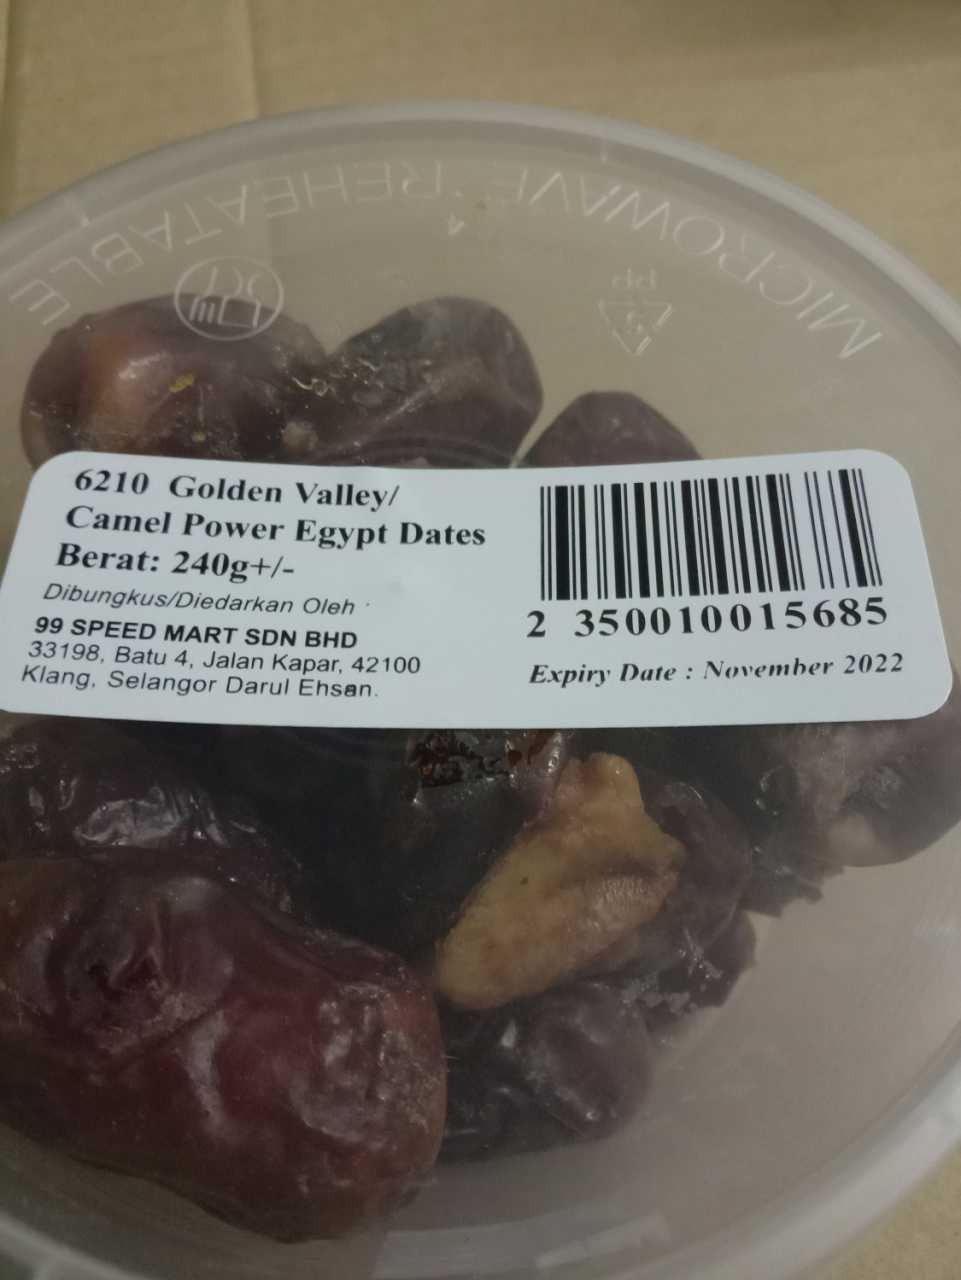 MICROWAVE REHEATABLE
PP
6210 Golden Valley/
Camel Power Egypt Dates
Berat: 240g+/-
Dibungkus/Diedarkan Oleh
99 SPEED MART SDN BHD
33198, Batu 4, Jalan Kapar, 42100
Klang, Selangor Darul Ehsan.
2 350010015685
Expiry Date : November 2022